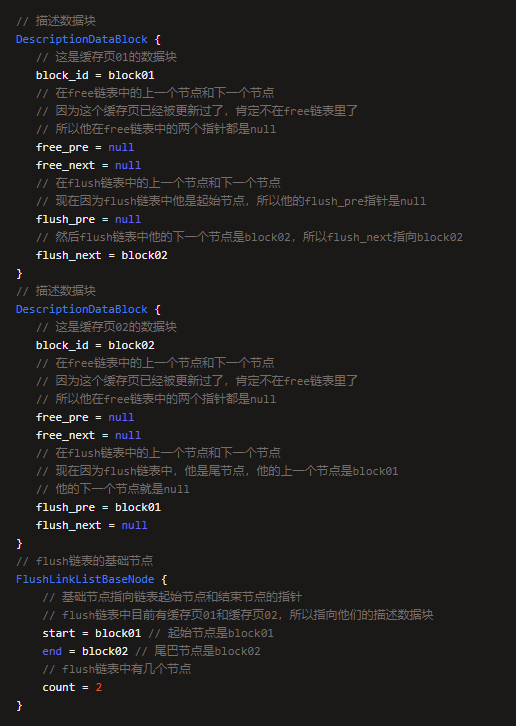 // 描述数据块
DescriptionDataBlock {
// 这是缓存页01的数据块
block_id = block01
// 在free链表中的上一个节点和下一个节点
// 因为这个缓存页已经被更新过了，肯定不在free链表里了
// 所以他在free链表中的两个指针都是null
free_pre = null
free_next = null
// 在flush链表中的上一个节点和下一个节点
// 现在因为flush链表中他是起始节点，所以他的flush_pre指针是null
flush_pre = null
// 然后flush链表中他的下一个节点是block02，所以flush_next指向block02
flush_next = block02
}
// 描述数据块
DescriptionDataBlock {
// 这是缓存页02的数据块
block_id = block02
// 在free链表中的上一个节点和下一个节点
// 因为这个缓存页已经被更新过了，肯定不在free链表里了
// 所以他在free链表中的两个指针都是null
free_pre = null
free_next = null
// 在flush链表中的上一个节点和下一个节点
// 现在因为flush链表中，他是尾节点，他的上一个节点是block01
// 他的下一个节点就是null
flush_pre = block01
flush_next = null
}
// flush链表的基础节点
FlushLinkListBaseNode {
// 基础节点指向链表起始节点和结束节点的指针
// flush链表中目前有缓存页01和缓存页02，所以指向他们的描述数据块
start = block01 // 起始节点是block01
end = block02 // 尾巴节点是block02
// flush链表中有几个节点
count = 2
}